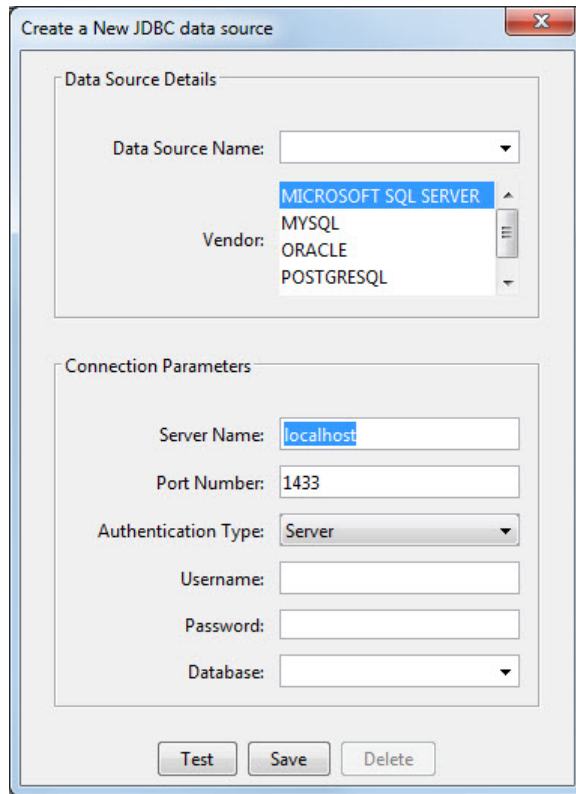 Create a New JDBC data source
Data Source Details
Data Source Name:
Vendor:
MICROSOFT SQL SERVER
MYSQL
ORACLE
POSTGRESQL
Connection Parameters
Server Name: localhost
Port Number: 1433
Authentication Type: Server
Username:
Password:
Database:
Test Save Delete